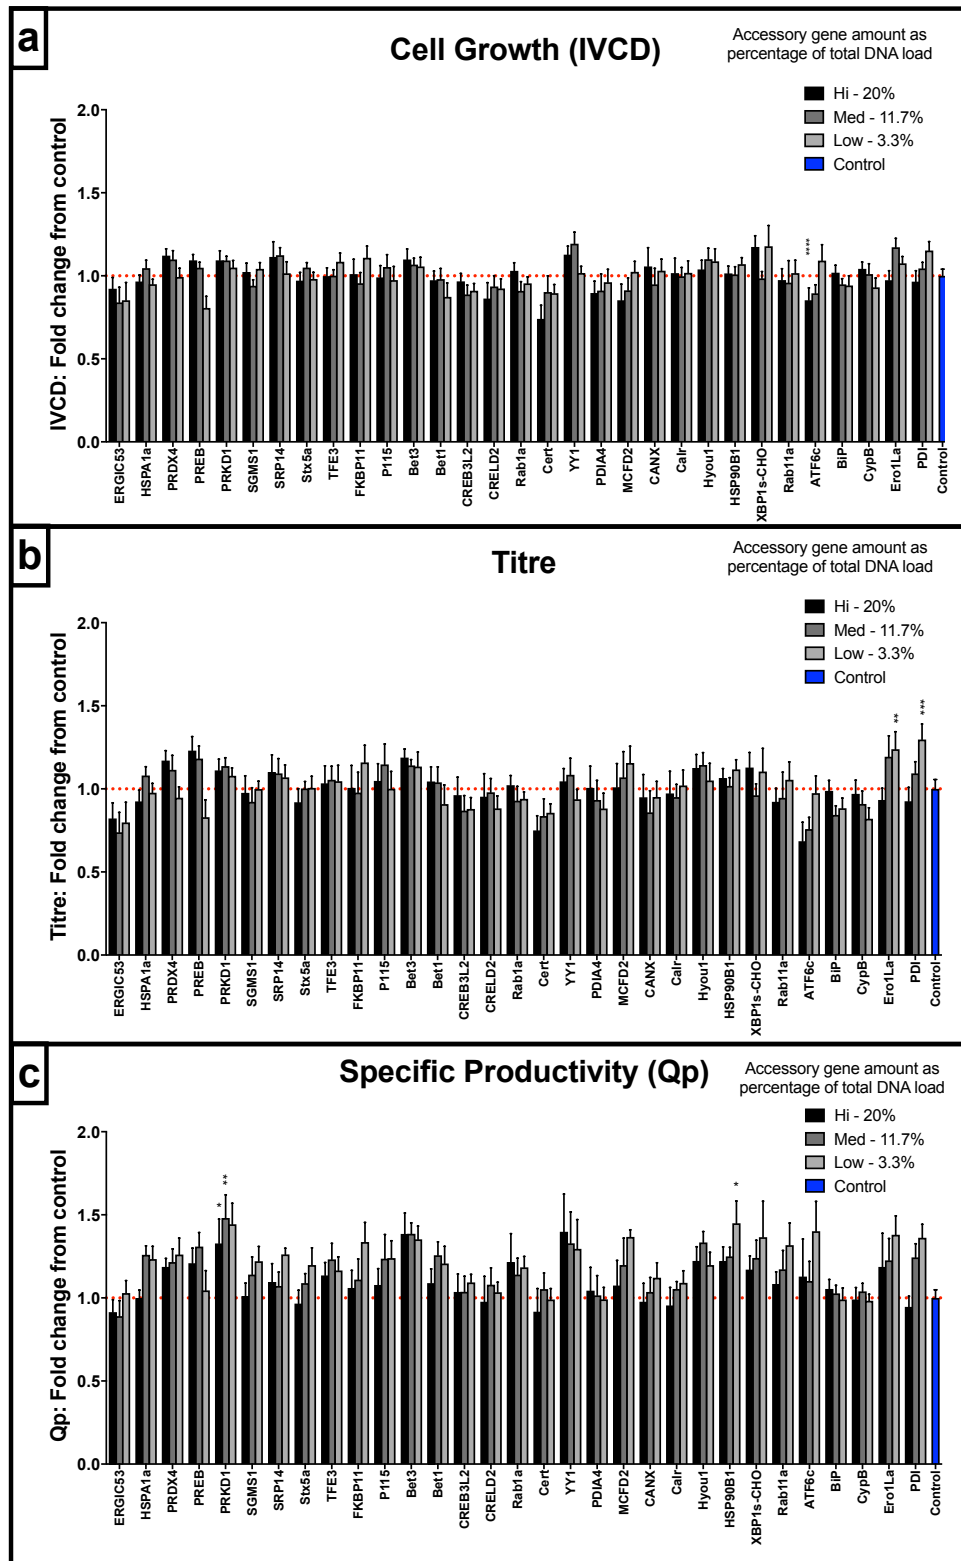 a
Cell Growth (IVCD)
Accessory gene amount as
percentage of total DNA load
Hi - 20%
Med - 11.7%
Low - 3.3%
Control
IVCD: Fold change from control
2.0
1.5
1.0
0.5
0.0
****
ERGIC53
HSPA1a
PRDX4
PREB
PRKD1
SGMS1
SRP14
Stx5a
TFE3
FKBP11
P115
Bet3
Bet1
CREB3L2
CRELD2
Rab1a
Cert
YY1
PDIA4
MCFD2
CANX
Calr
Hyou1
HSP90B1
XBP1s-CHO
Rab11a
ATF6c
BiP
CypB
Ero1La
PDI
Control
b
Titre
Accessory gene amount as
percentage of total DNA load
Hi - 20%
Med - 11.7%
Low - 3.3%
Control
Titre: Fold change from control
2.0
1.5
1.0
0.5
0.0
**
***
ERGIC53
HSPA1a
PRDX4
PREB
PRKD1
SGMS1
SRP14
Stx5a
TFE3
FKBP11
P115
Bet3
Bet1
CREB3L2
CRELD2
Rab1a
Cert
YY1
PDIA4
MCFD2
CANX
Calr
Hyou1
HSP90B1
XBP1s-CHO
Rab11a
ATF6c
BiP
CypB
Ero1La
PDI
Control
c
Specific Productivity (Qp)
Accessory gene amount as
percentage of total DNA load
Hi - 20%
Med - 11.7%
Low - 3.3%
Control
Qp: Fold change from control
2.0
1.5
1.0
0.5
0.0
*
**
*
ERGIC53
HSPA1a
PRDX4
PREB
PRKD1
SGMS1
SRP14
Stx5a
TFE3
FKBP11
P115
Bet3
Bet1
CREB3L2
CRELD2
Rab1a
Cert
YY1
PDIA4
MCFD2
CANX
Calr
Hyou1
HSP90B1
XBP1s-CHO
Rab11a
ATF6c
BiP
CypB
Ero1La
PDI
Control